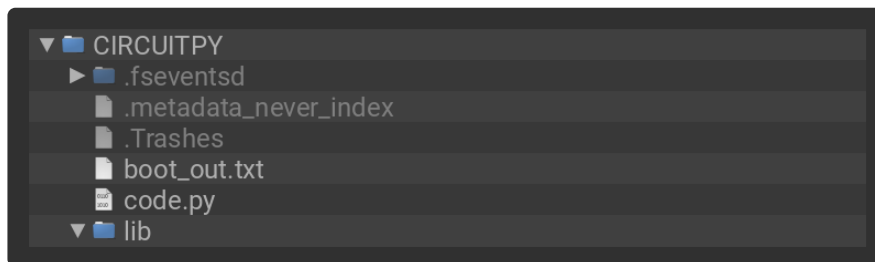 CIRCUITPY
.fseventsd
.metadata_never_index
.Trashes
boot_out.txt
code.py
lib